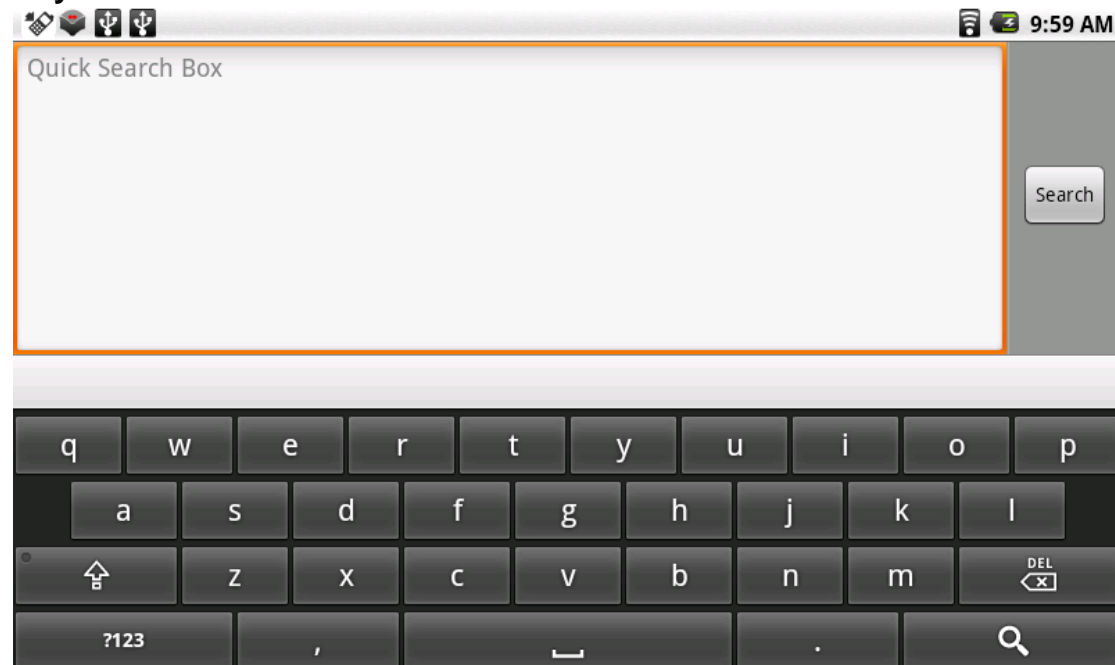 9:59 AM
Quick Search Box
Search
q w e r t y u i o p
a s d f g h j k l
z x c v b n m DEL
?123 , .